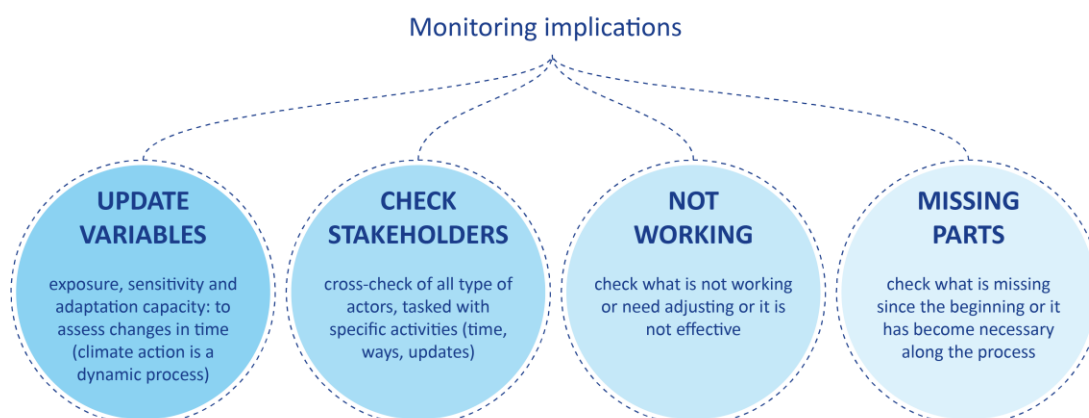 Monitoring implications
UPDATE
VARIABLES
exposure, sensitivity and
adaptation capacity: to
assess changes in time
(climate action is a
dynamic process)
CHECK
STAKEHOLDERS
cross-check of all type of
actors, tasked with
specific activities (time,
ways, updates)
NOT
WORKING
check what is not working
or need adjusting or it is
not effective
MISSING
PARTS
check what is missing
since the beginning or it
has become necessary
along the process